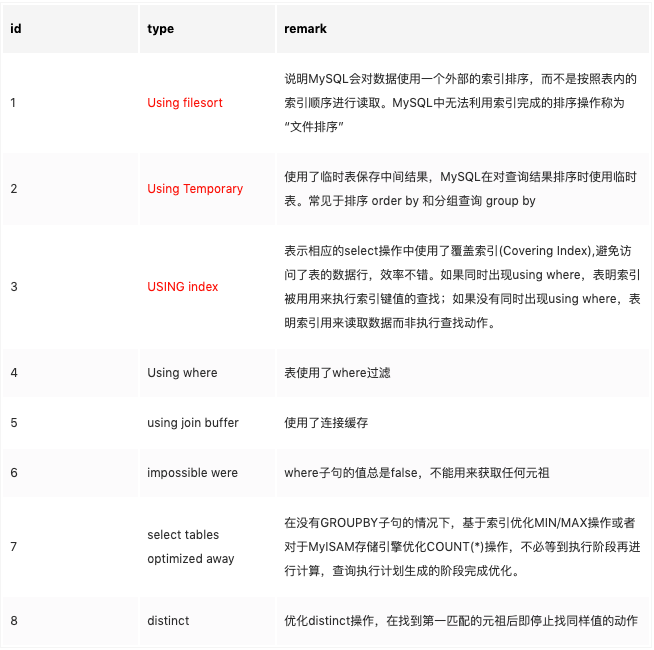 id type remark
1 Using filesort 说明MySQL会对数据使用一个外部的索引排序，而不是按照表内的
索引顺序进行读取。MySQL中无法利用索引完成的排序操作称为
“文件排序”
2 Using Temporary 使用了临时表保存中间结果，MySQL在对查询结果排序时使用临时
表。常见于排序 order by 和分组查询 group by
3 USING index 表示相应的select操作中使用了覆盖索引(Covering Index),避免访
问了表的数据行，效率不错。如果同时出现using where，表明索引
被用用来执行索引键值的查找；如果没有同时出现using where，表
明索引用来读取数据而非执行查找动作。
4 Using where 表使用了where过滤
5 using join buffer 使用了连接缓存
6 impossible were where子句的值总是false，不能用来获取任何元祖
7 select tables
optimized away
在没有GROUPBY子句的情况下，基于索引优化MIN/MAX操作或者
对于MyISAM存储引擎优化COUNT(*)操作，不必等到执行阶段再进
行计算，查询执行计划生成的阶段完成优化。
8 distinct 优化distinct操作，在找到第一匹配的元祖后即停止找同样值的动作